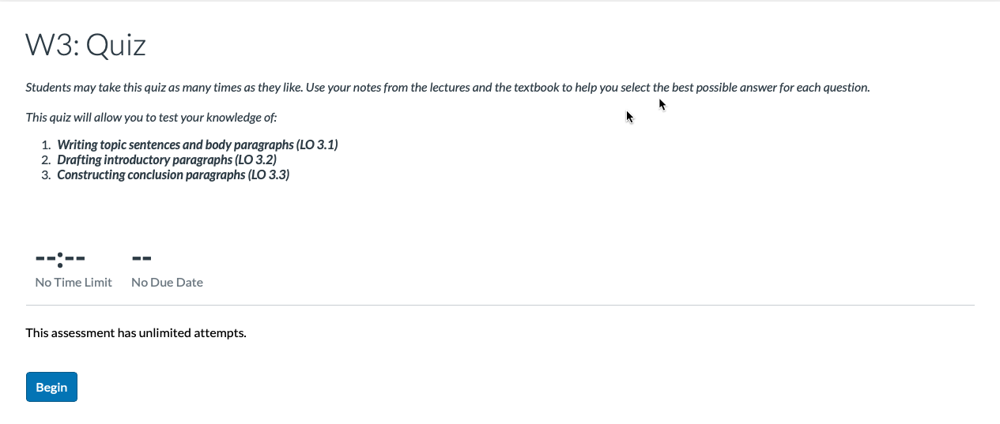 W3: Quiz
Students may take this quiz as many times as they like. Use your notes from the lectures and the textbook to help you select the best possible answer for each question.
This quiz will allow you to test your knowledge of:
1. Writing topic sentences and body paragraphs (LO 3.1)
2. Drafting introductory paragraphs (LO 3.2)
3. Constructing conclusion paragraphs (LO 3.3)
--:-- --
No Time Limit No Due Date
This assessment has unlimited attempts.
Begin